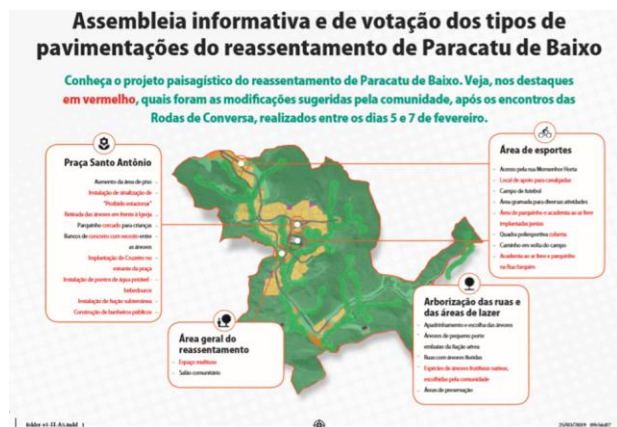 Assembleia informativa e de votação dos tipos de
pavimentações do reassentamento de Paracatu de Baixo
Conheça o projeto paisagístico do reassentamento de Paracatu de Baixo. Veja, nos destaques
em vermelho, quais foram as modificações sugeridas pela comunidade, após os encontros das
Rodas de Conversa, realizados entre os dias 5 e 7 de fevereiro.
Praça Santo Antônio
Aumento da área de piso -
Instalação de sinalização de -
"Proibido estacionar"
Retirada das árvores em frente à Igreja -
Parquinho cercado para crianças -
Bancos de concreto com encosto entre -
as árvores
Implantação do Cruzeiro na -
entrada da praça
Instalação de pontos de água potável - -
bebedouros
Instalação de fiação subterrânea -
Construção de banheiros públicos -
Área de esportes
- Acesso pela rua Monsenhor Horta
- Local de apoio para cavalgadas
- Campo de futebol
- Área gramada para diversas atividades
- Área de parquinho e academia ao ar livre
implantadas juntas
- Quadra poliesportiva coberta
- Caminho em volta do campo
- Academia ao ar livre e parquinho
na Rua Furquim
Área geral do
reassentamento
- Espaço multiuso
- Salão comunitário
Arborização das ruas e
das áreas de lazer
- Apadrinhamento e escolha das árvores
- Árvores de pequeno porte
embaixo da fiação aérea
- Ruas com árvores floridas
- Espécies de árvores frutíferas nativas,
escolhidas pela comunidade
- Áreas de preservação